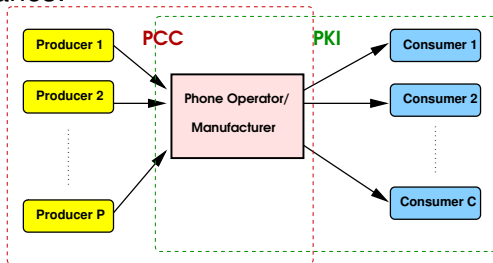 PCC PKI
Producer 1
Producer 2
Producer P
Phone Operator/
Manufacturer
Consumer 1
Consumer 2
Consumer C